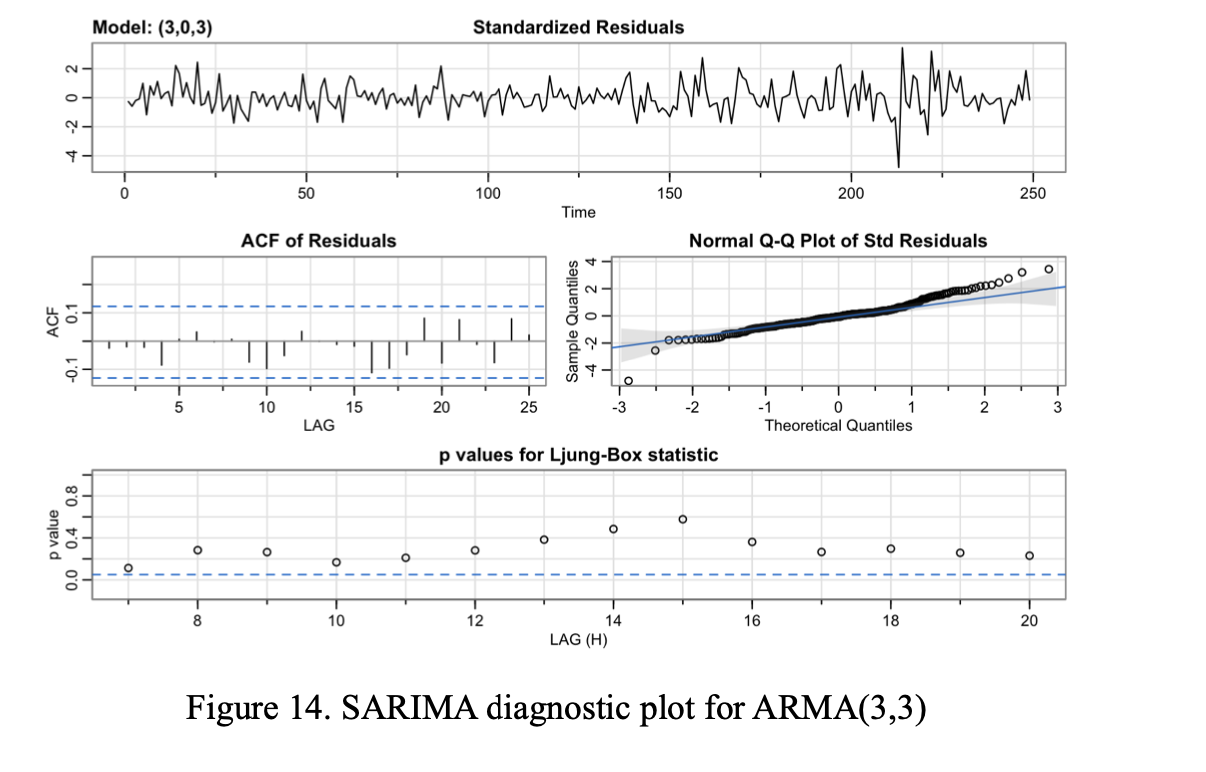 Model: (3,0,3) Standardized Residuals
2
0
-2
-4
0 50 100 150 200 250
Time
ACF of Residuals
ACF
0.1
-0.1
5 10 15 20 25
LAG
Normal Q-Q Plot of Std Residuals
Sample Quantiles
4
2
0
-2
-4
-3 -2 -1 0 1 2 3
Theoretical Quantiles
p values for Ljung-Box statistic
p value
0.8
0.4
0.0
8 10 12 14 16 18 20
LAG (H)
Figure 14. SARIMA diagnostic plot for ARMA(3,3)